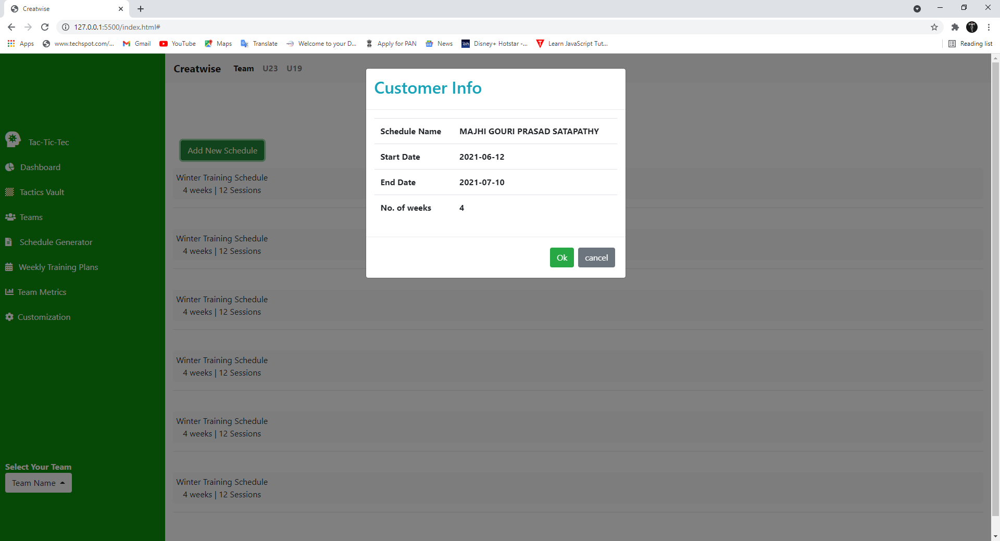 Creatwise
127.0.0.1:5500/index.html#
Apps
www.techspot.com/...
Gmail
YouTube
Maps
Translate
Welcome to your D...
Apply for PAN
News
Disney+ Hotstar -...
Learn JavaScript Tut...
Reading list
Creatwise Team U23 U19
Tac-Tic-Tec
Dashboard
Tactics Vault
Teams
Schedule Generator
Weekly Training Plans
Team Metrics
Customization
Select Your Team
Team Name
Add New Schedule
Winter Training Schedule
4 weeks | 12 Sessions
Winter Training Schedule
4 weeks | 12 Sessions
Winter Training Schedule
4 weeks | 12 Sessions
Winter Training Schedule
4 weeks | 12 Sessions
Winter Training Schedule
4 weeks | 12 Sessions
Winter Training Schedule
4 weeks | 12 Sessions
Customer Info
Schedule Name MAJHI GOURI PRASAD SATAPATHY
Start Date 2021-06-12
End Date 2021-07-10
No. of weeks 4
Ok cancel